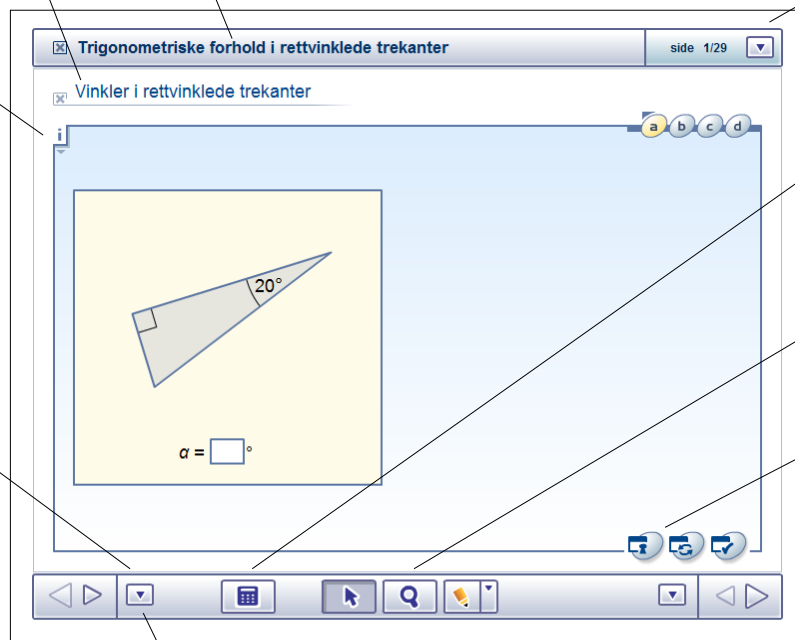 Trigonometriske forhold i rettvinklede trekanter
side 1/29
Vinkler i rettvinklede trekanter
i
a b c d
20°
α = °